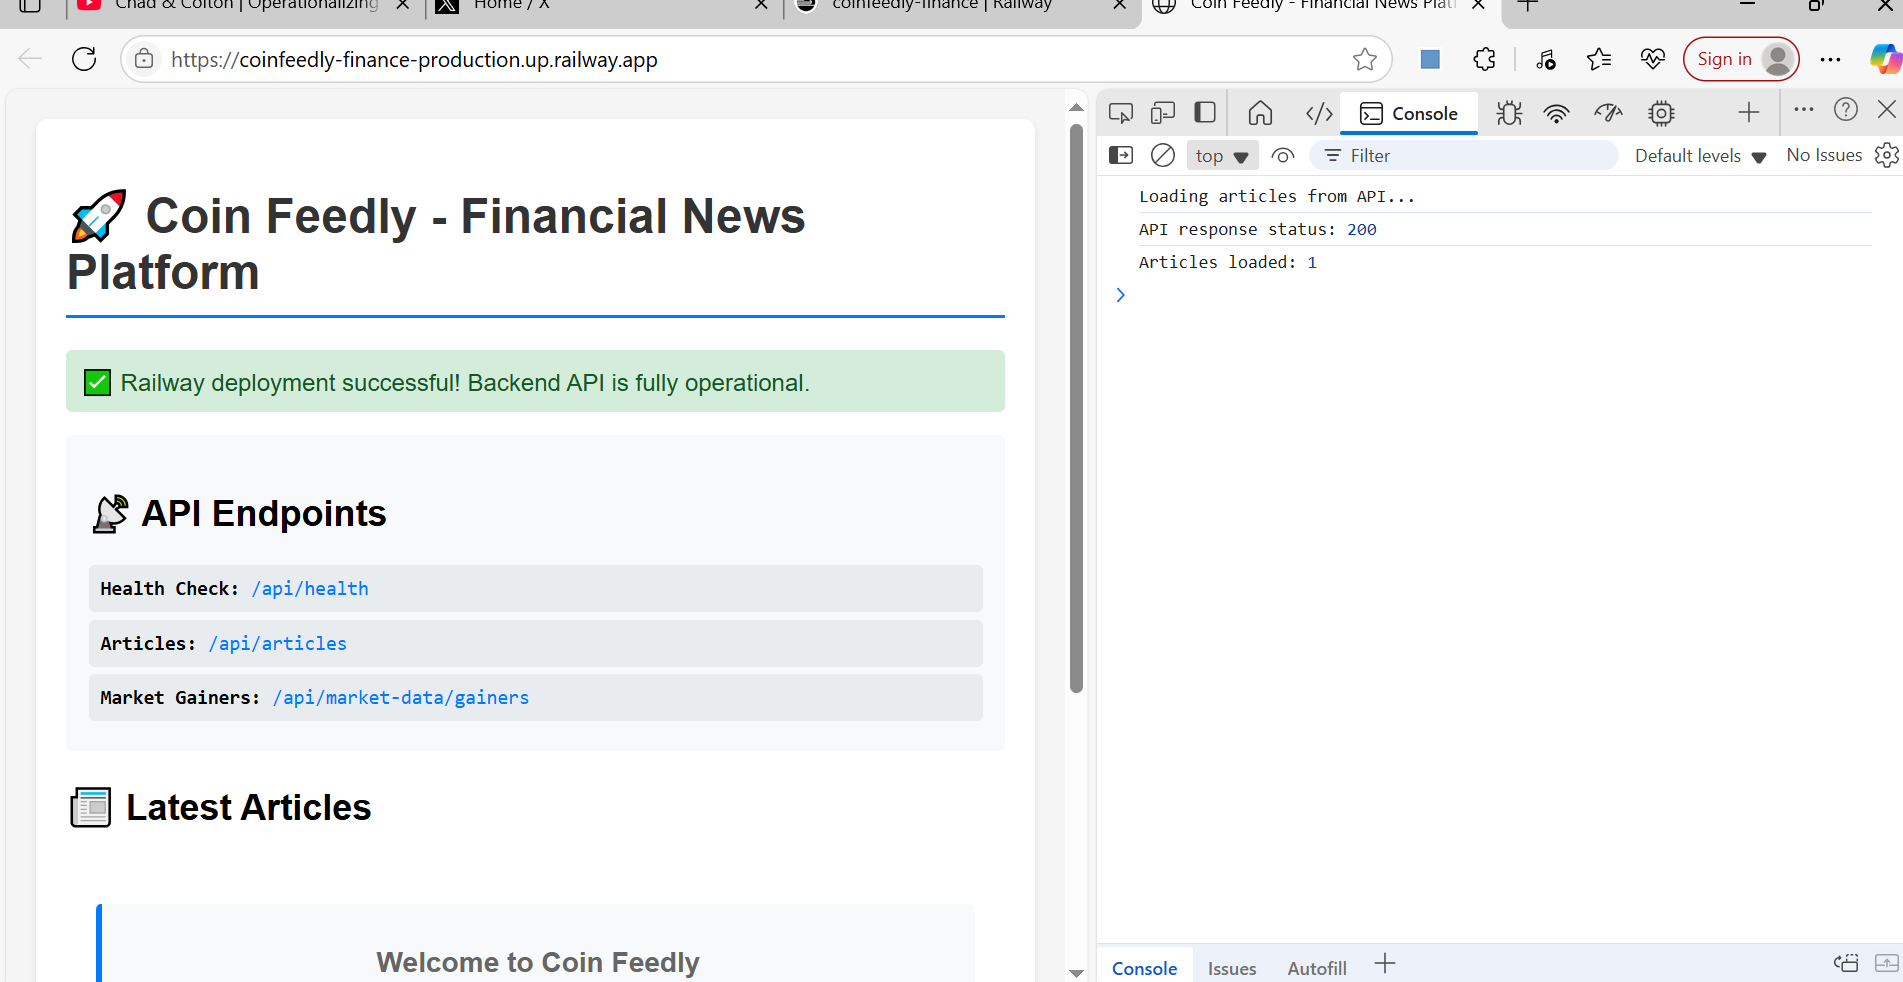 Chad & Colton | Operationalizing
Home / X
coinfeedly-finance | Railway
Coin Feedly - Financial News Plat
https://coinfeedly-finance-production.up.railway.app
Sign in
🚀 Coin Feedly - Financial News
Platform
✅ Railway deployment successful! Backend API is fully operational.
📡 API Endpoints
Health Check: /api/health
Articles: /api/articles
Market Gainers: /api/market-data/gainers
📰 Latest Articles
Welcome to Coin Feedly
Console
top
Filter
Default levels
No Issues
Loading articles from API...
API response status: 200
Articles loaded: 1
Console
Issues
Autofill